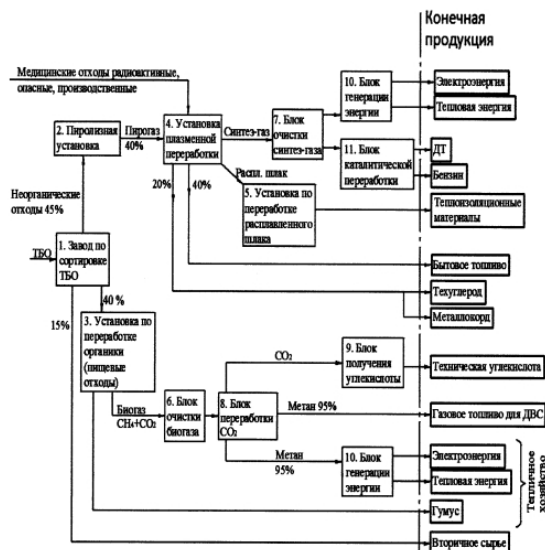 Конечная
продукция
Медицинские отходы радиоактивные,
опасные, производственные
2. Пиролизная
установка
Пирогаз
40%
4. Установка
плазменной
переработки
Синтез-газ
7. Блок
очистки
синтез-газа
10. Блок
генерации
энергии
Электроэнергия
Тепловая энергия
11. Блок
каталитической
переработки
ДТ
Бензин
Распл. шлак
20%
40%
5. Установка по
переработке
расплавленного
шлака
Теплоизоляционные
материалы
Неорганические
отходы 45%
ТБО
1. Завод по
сортировке
ТБО
Бытовое топливо
Техуглерод
Металлокорд
15%
40 %
3. Установка по
переработке
органики
(пищевые
отходы)
CO₂
9. Блок
получения
углекислоты
Техническая углекислота
Биогаз
CH₄+CO₂
6. Блок
очистки
биогаза
8. Блок
переработки
CO₂
Метан 95%
Газовое топливо для ДВС
Метан
95%
10. Блок
генерации
энергии
Электроэнергия
Тепловая энергия
Гумус
Тепличное
хозяйство
Вторичное сырье